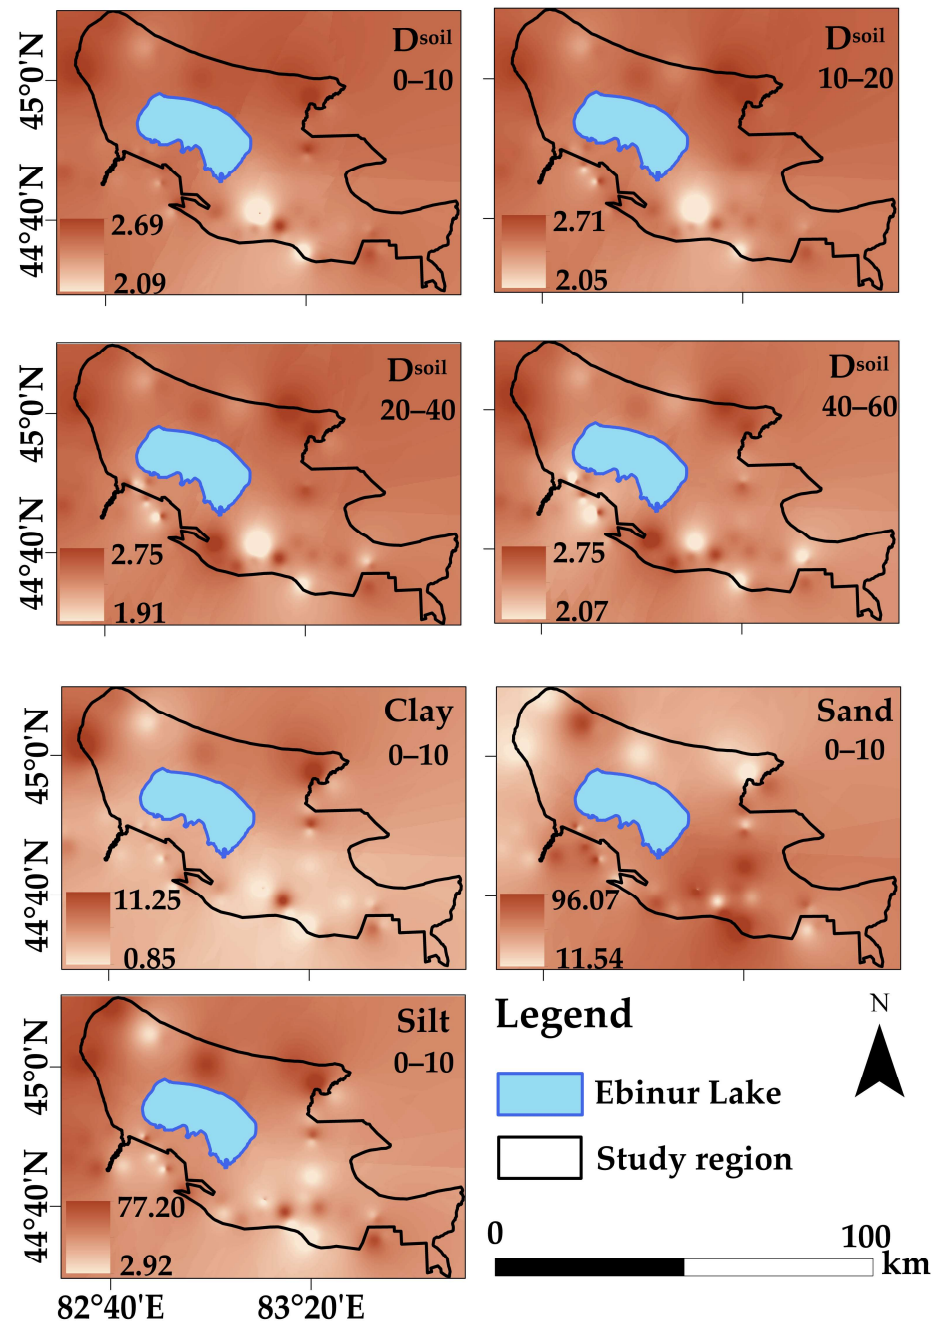 Dsoil
0–10
45°0'N
44°40'N
2.69
2.09
Dsoil
10–20
2.71
2.05
Dsoil
20–40
45°0'N
44°40'N
2.75
1.91
Dsoil
40–60
2.75
2.07
Clay
0–10
45°0'N
44°40'N
11.25
0.85
Sand
0–10
96.07
11.54
Silt
0–10
45°0'N
44°40'N
77.20
2.92
82°40'E
83°20'E
Legend
N
Ebinur Lake
Study region
0 100
km